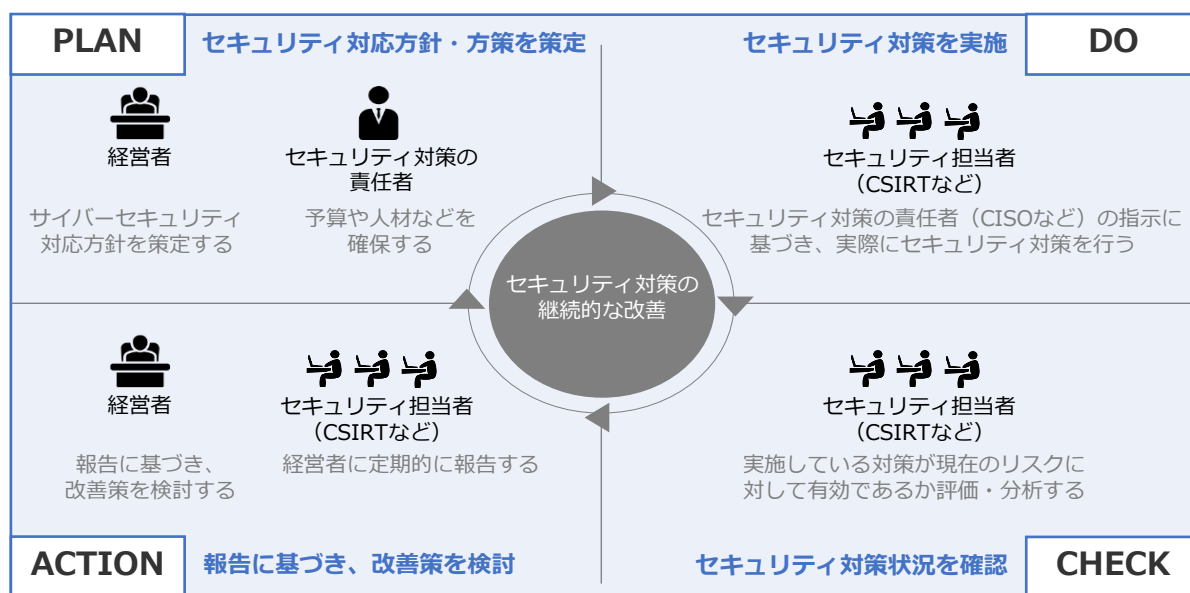 PLAN
セキュリティ対応方針・方策を策定
経営者
サイバーセキュリティ
対応方針を策定する
セキュリティ対策の
責任者
予算や人材などを
確保する
セキュリティ対策を実施
DO
セキュリティ担当者
（CSIRTなど）
セキュリティ対策の責任者（CISOなど）の指示に
基づき、実際にセキュリティ対策を行う
セキュリティ対策の
継続的な改善
経営者
報告に基づき、
改善策を検討する
セキュリティ担当者
（CSIRTなど）
経営者に定期的に報告する
ACTION
報告に基づき、改善策を検討
セキュリティ担当者
（CSIRTなど）
実施している対策が現在のリスクに
対して有効であるか評価・分析する
セキュリティ対策状況を確認
CHECK